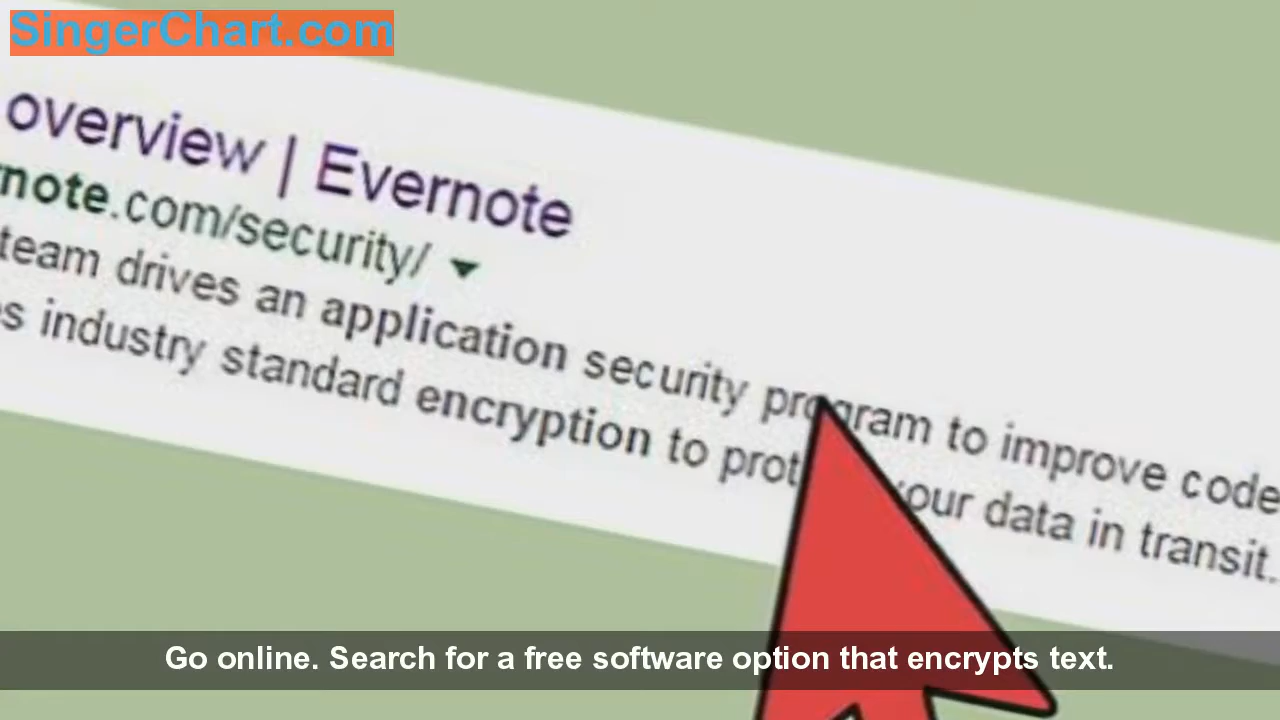 SingerChart.com
overview | Evernote
note.com/security/
team drives an application security program to improve code
industry standard encryption to your data in transit.
Go online. Search for a free software option that encrypts text.